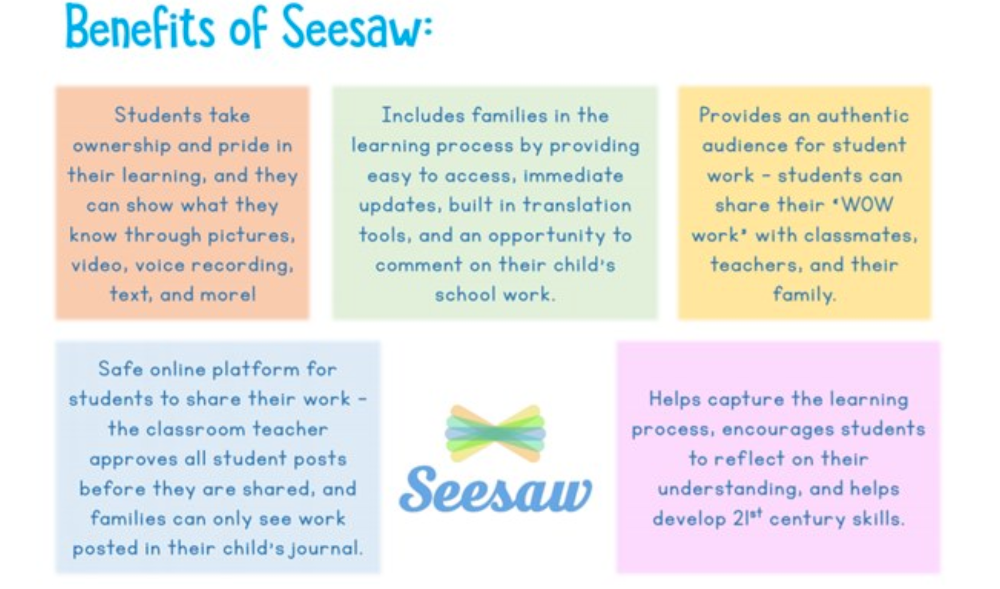 Benefits of Seesaw:
Students take
ownership and pride in
their learning, and they
can show what they
know through pictures,
video, voice recording,
text, and more!
Includes families in the
learning process by providing
easy to access, immediate
updates, built in translation
tools, and an opportunity to
comment on their child's
school work.
Provides an authentic
audience for student
work - students can
share their "WOW
work" with classmates,
teachers, and their
family.
Safe online platform for
students to share their work -
the classroom teacher
approves all student posts
before they are shared, and
families can only see work
posted in their child's journal.
Seesaw
Helps capture the learning
process, encourages students
to reflect on their
understanding, and helps
develop 21st century skills.